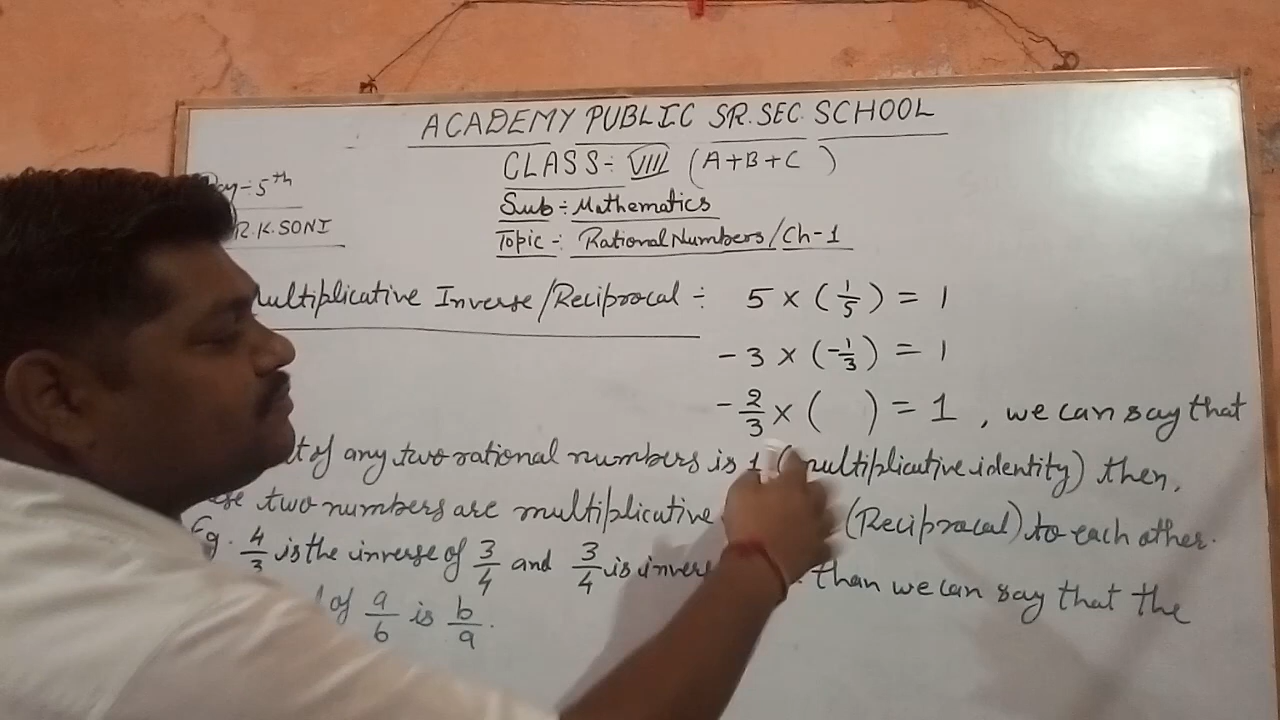 ACADEMY PUBLIC SR. SEC. SCHOOL
CLASS:- VIII (A+B+C )
5th
Sub:- Mathematics
R.K.SONI
Topic -: Rational Numbers/Ch-1
Multiplicative Inverse/Reciprocal :- 5 × (1/5) = 1
-3 × (-1/3) = 1
-2/3 × ( ) = 1 , we can say that
of any two rational numbers is 1 (multiplicative identity) then,
two numbers are multiplicative (Reciprocal) to each other.
Eg. 4/3 is the inverse of 3/4 and 3/4 is than we can say that the
of a/b is b/a.